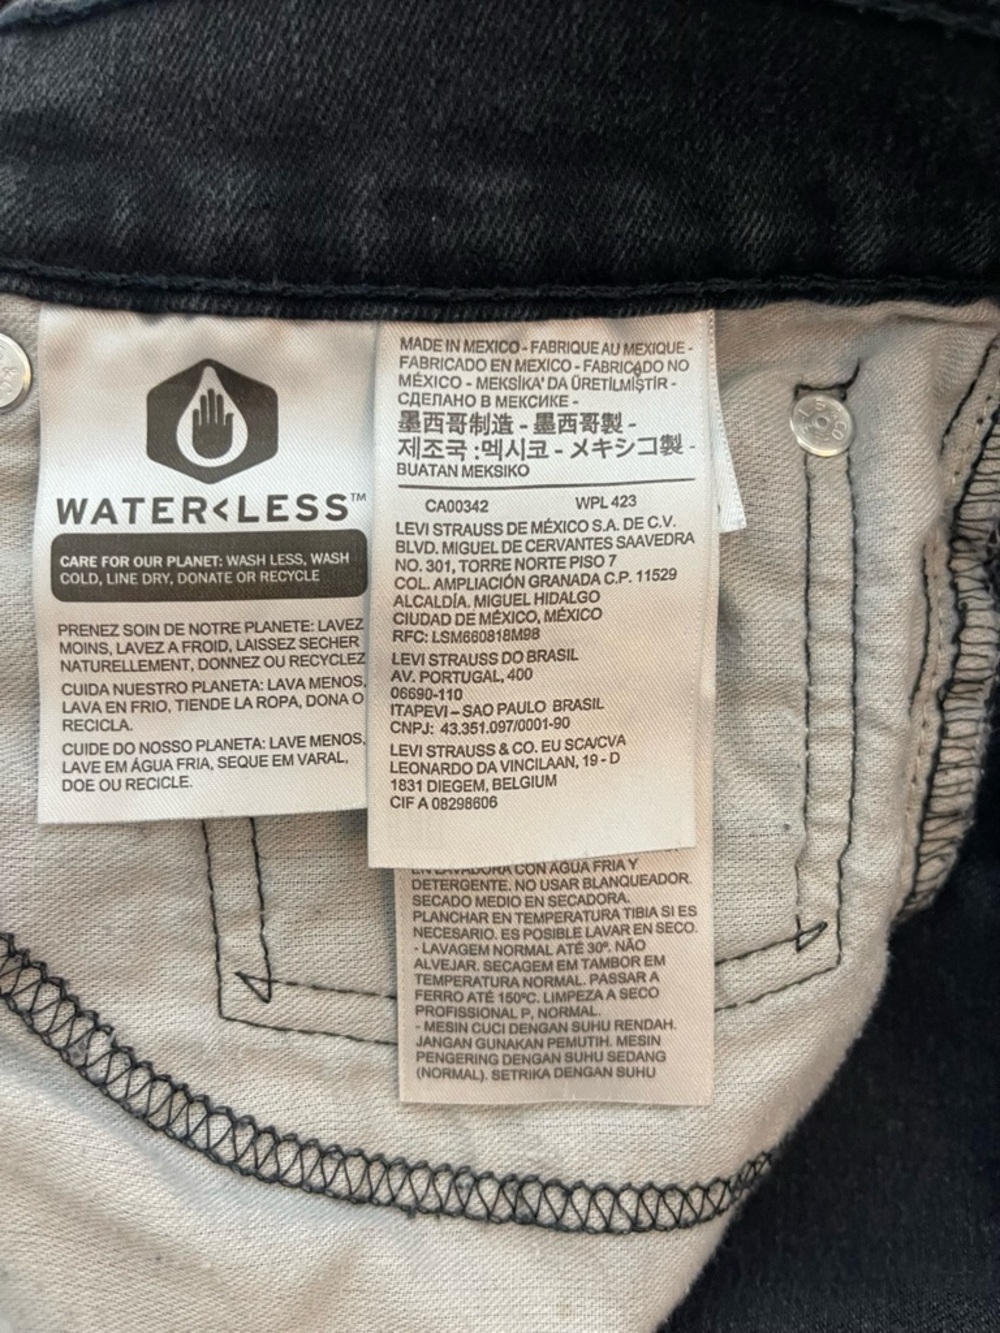 WATER<LESS™
CARE FOR OUR PLANET: WASH LESS, WASH
COLD, LINE DRY, DONATE OR RECYCLE
PRENEZ SOIN DE NOTRE PLANETE: LAVEZ
MOINS, LAVEZ A FROID, LAISSEZ SECHER
NATURELLEMENT, DONNEZ OU RECYCLEZ
CUIDA NUESTRO PLANETA: LAVA MENOS,
LAVA EN FRIO, TIENDE LA ROPA, DONA O
RECICLA.
CUIDE DO NOSSO PLANETA: LAVE MENOS,
LAVE EM ÁGUA FRIA, SEQUE EM VARAL,
DOE OU RECICLE.
MADE IN MEXICO - FABRIQUE AU MEXIQUE -
FABRICADO EN MEXICO - FABRICADO NO
MÉXICO - MEKSİKA' DA ÜRETİLMİŞTİR -
СДЕЛАНО В МЕКСИКЕ -
墨西哥制造 - 墨西哥製 -
제조국 :멕시코 - メキシコ製 -
BUATAN MEKSIKO
CA00342 WPL 423
LEVI STRAUSS DE MÉXICO S.A. DE C.V.
BLVD. MIGUEL DE CERVANTES SAAVEDRA
NO. 301, TORRE NORTE PISO 7
COL. AMPLIACIÓN GRANADA C.P. 11529
ALCALDÍA. MIGUEL HIDALGO
CIUDAD DE MÉXICO, MÉXICO
RFC: LSM660818M98
LEVI STRAUSS DO BRASIL
AV. PORTUGAL, 400
06690-110
ITAPEVI – SAO PAULO BRASIL
CNPJ: 43.351.097/0001-90
LEVI STRAUSS & CO. EU SCA/CVA
LEONARDO DA VINCILAAN, 19 - D
1831 DIEGEM, BELGIUM
CIF A 08298606
EN LAVADORA CON AGUA FRIA Y
DETERGENTE. NO USAR BLANQUEADOR.
SECADO MEDIO EN SECADORA.
PLANCHAR EN TEMPERATURA TIBIA SI ES
NECESARIO. ES POSIBLE LAVAR EN SECO.
- LAVAGEM NORMAL ATÉ 30º. NÃO
ALVEJAR. SECAGEM EM TAMBOR EM
TEMPERATURA NORMAL. PASSAR A
FERRO ATÉ 150ºC. LIMPEZA A SECO
PROFISSIONAL P, NORMAL.
- MESIN CUCI DENGAN SUHU RENDAH.
JANGAN GUNAKAN PEMUTIH. MESIN
PENGERING DENGAN SUHU SEDANG
(NORMAL). SETRIKA DENGAN SUHU